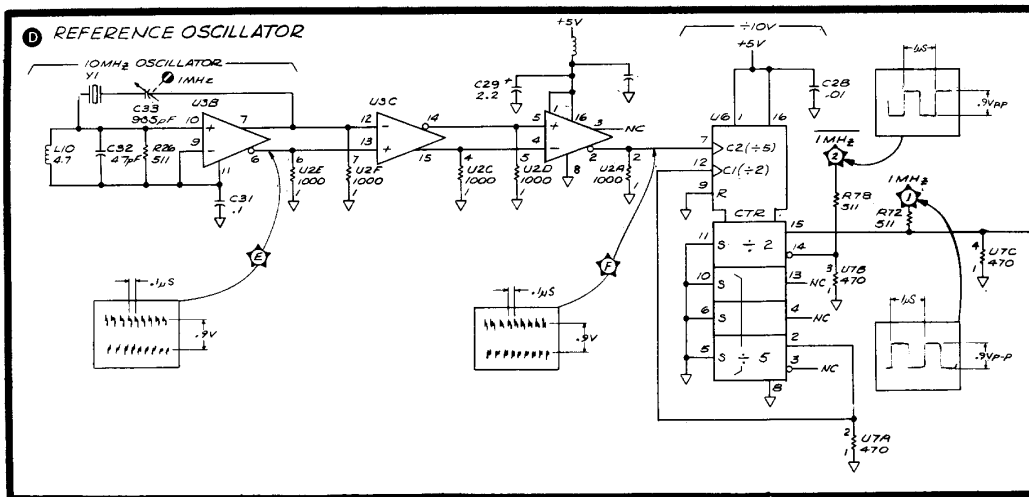 D REFERENCE OSCILLATOR
10MHz OSCILLATOR
Y1
1MHz
C33
U3B
10 + 7
9 - 6
11
L10
4.7
C32
47pF
R26
511
C31
.1
6
U2E
1000
1
7
U2F
1000
1
U3C
12 - 14
13 + 15
4
U2C
1000
1
5
U2D
1000
1
+5V
C29 +
2.2
1 16
5 + 3 NC
4 - 2
8
2
U2A
1000
1
÷10V
+5V
C28
.01
U6 1 16
7 C2(÷5)
12 C1(÷2)
9 R
CTR
11 S ÷ 2 15
14
10 S 13 NC
6 S 4 NC
5 S ÷ 5 2
3 NC
8
1MHz
2
R78
511
3
U7B
470
1
1MHz
1
R72
511
4
U7C
470
1
2
U7A
470
1
1µS
.9VPP
1µS
.9VP-P
E
.1µS
.9V
F
.1µS
.9V